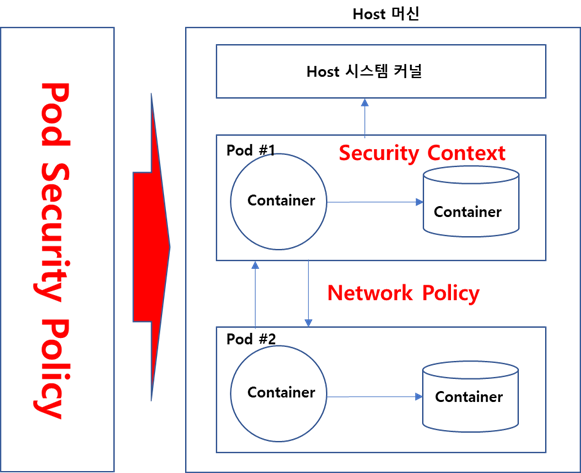 Host 머신
Pod Security Policy
Host 시스템 커널
Pod #1
Security Context
Container
Container
Network Policy
Pod #2
Container
Container